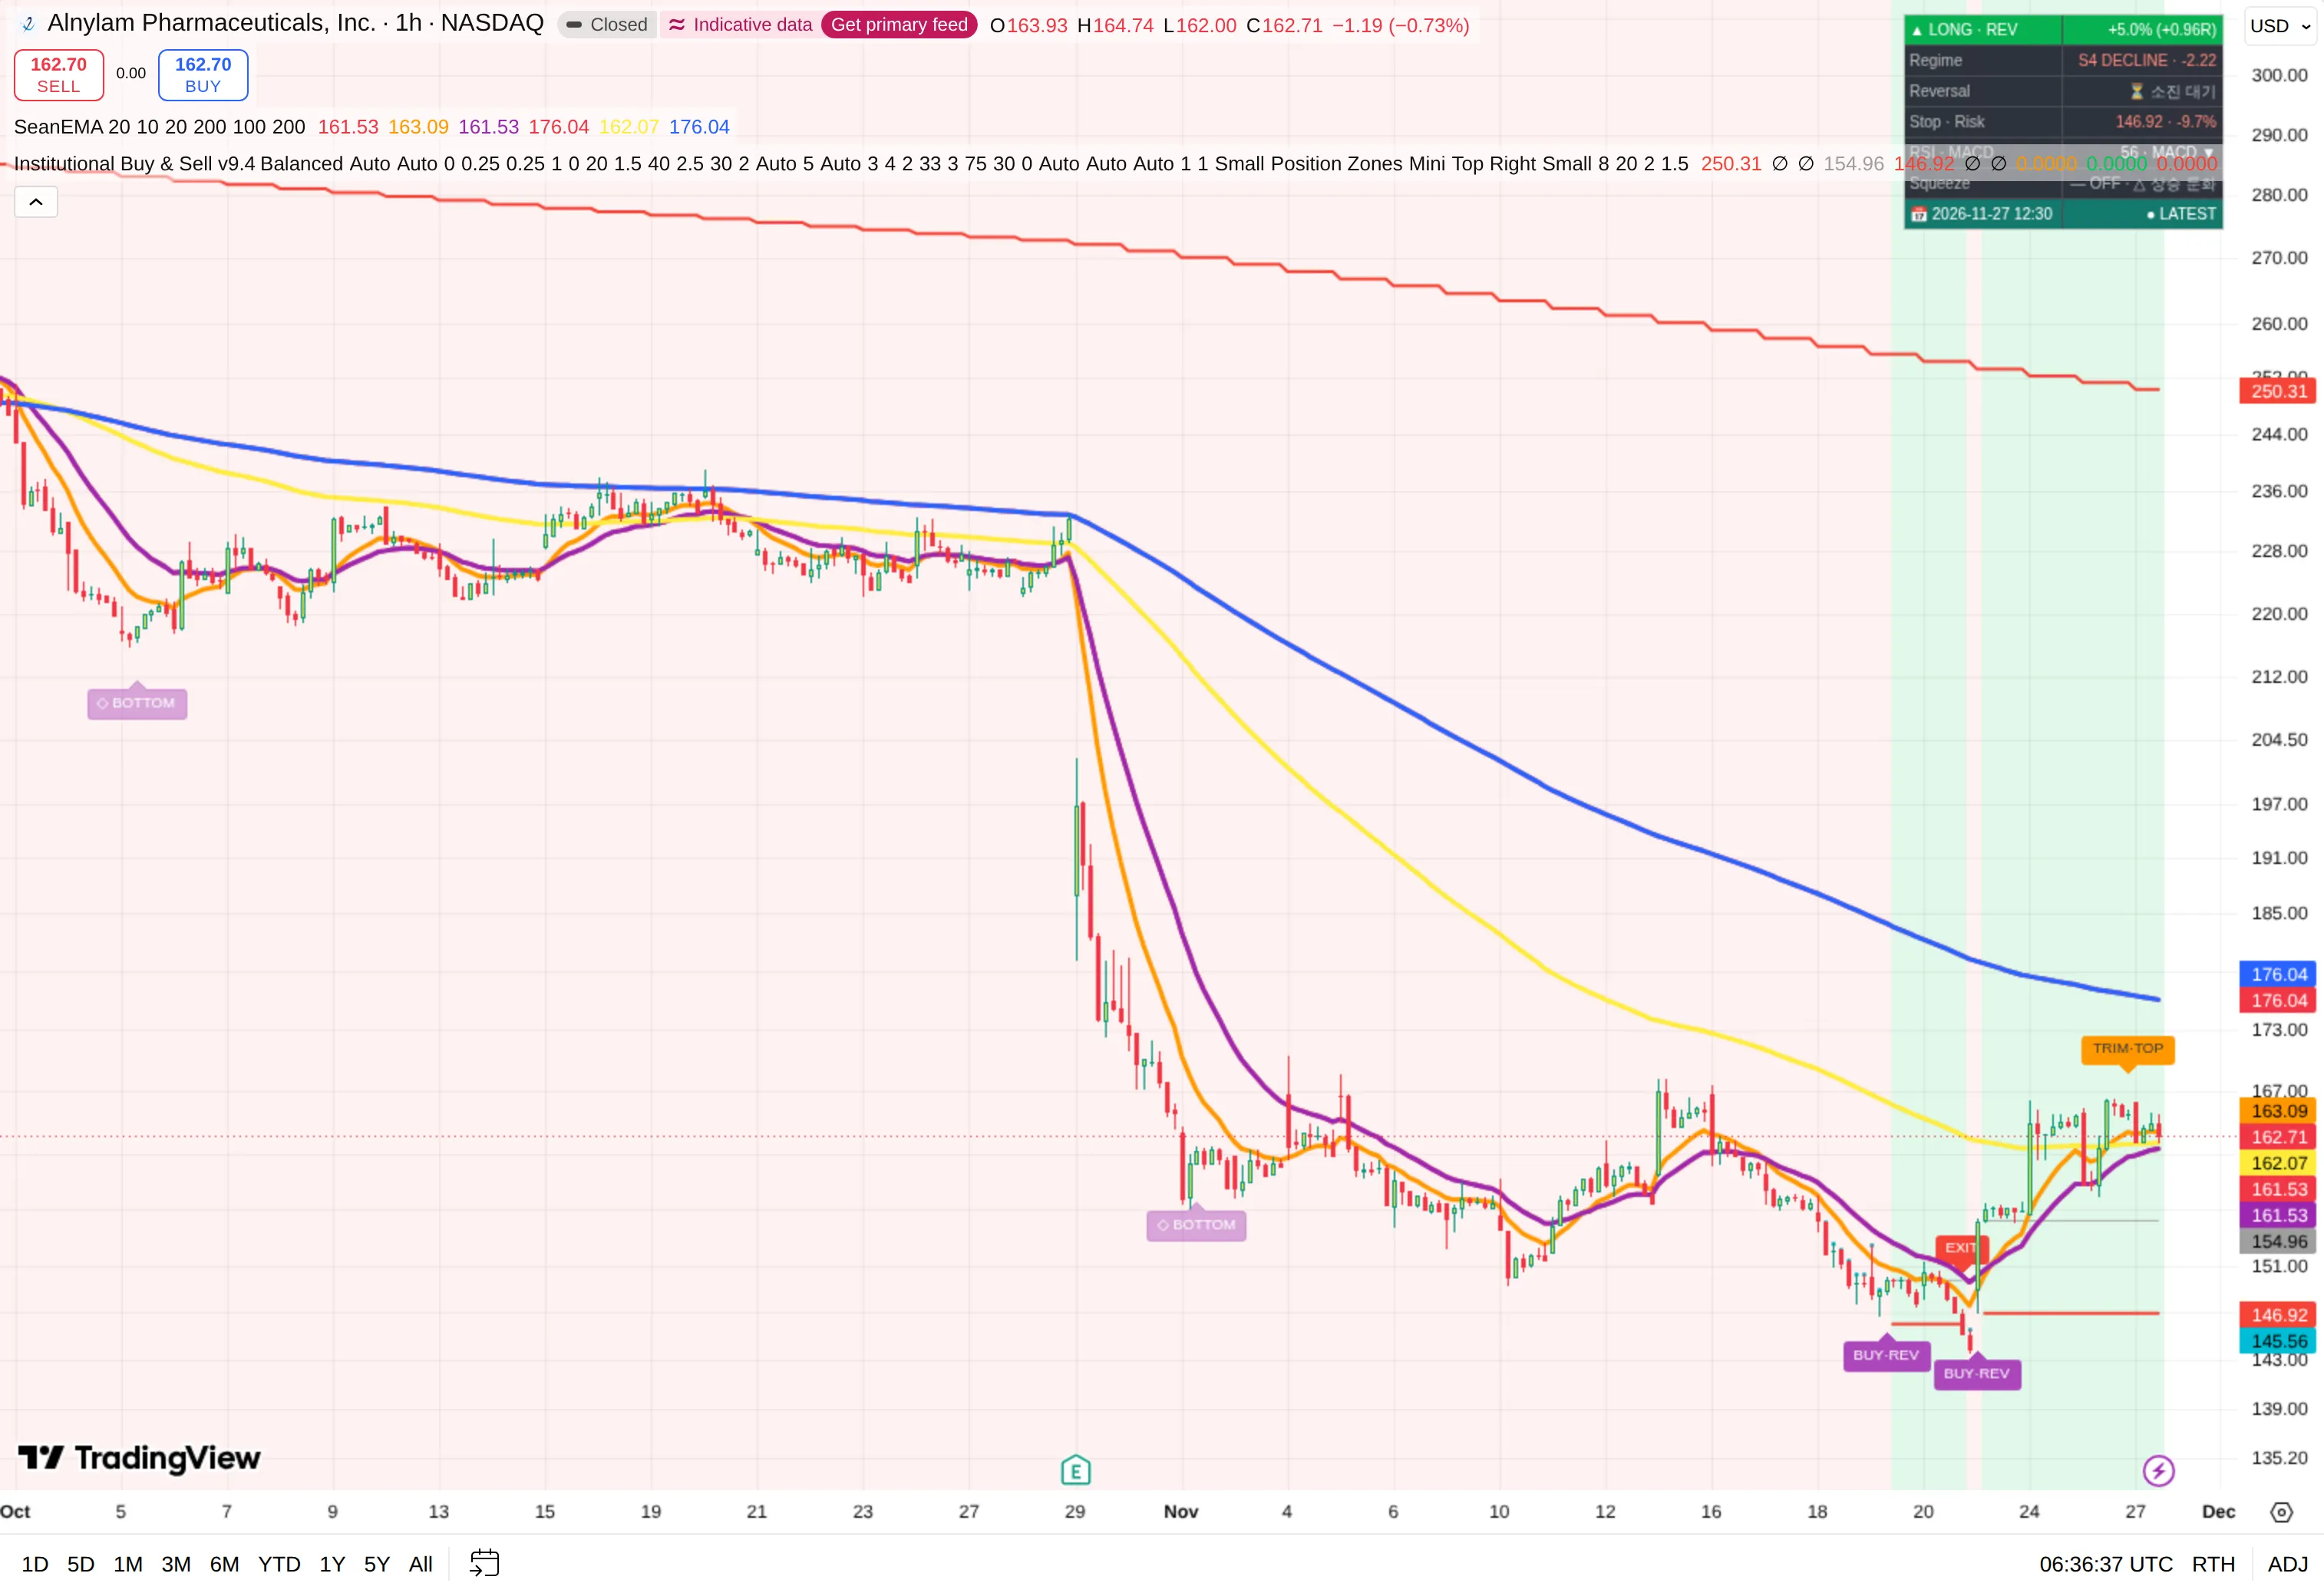 Alnylam Pharmaceuticals, Inc. · 1h · NASDAQ Closed Indicative data Get primary feed O163.93 H164.74 L162.00 C162.71 −1.19 (−0.73%)
162.70 SELL 0.00 162.70 BUY
SeanEMA 20 10 20 200 100 200 161.53 163.09 161.53 176.04 162.07 176.04
Institutional Buy & Sell v9.4 Balanced Auto Auto 0 0.25 0.25 1 0 20 1.5 40 2.5 30 2 Auto 5 Auto 3 4 2 33 3 75 30 0 Auto Auto Auto 1 1 Small Position Zones Mini Top Right Small 8 20 2 1.5 250.31 ∅ ∅ 154.96 146.92 ∅ ∅ 0.0000 0.0000 0.0000
▲ LONG · REV +5.0% (+0.96R)
Regime S4 DECLINE · -2.22
Reversal ⏳ 소진 대기
Stop · Risk 146.92 · -9.7%
RSI · MACD 56 · MACD ▼
Squeeze — OFF · △ 상승 둔화
📅 2026-11-27 12:30 ● LATEST
USD
300.00
290.00
280.00
270.00
260.00
250.31
244.00
236.00
228.00
220.00
212.00
204.50
197.00
191.00
185.00
176.04
176.04
173.00
167.00
163.09
162.71
162.07
161.53
161.53
154.96
151.00
146.92
145.56
143.00
139.00
135.20
◇ BOTTOM
◇ BOTTOM
TRIM·TOP
EXIT
BUY·REV
BUY·REV
TradingView
E
Oct 5 7 9 13 15 19 21 23 27 29 Nov 4 6 10 12 16 18 20 24 27 Dec
1D 5D 1M 3M 6M YTD 1Y 5Y All 06:36:37 UTC RTH ADJ